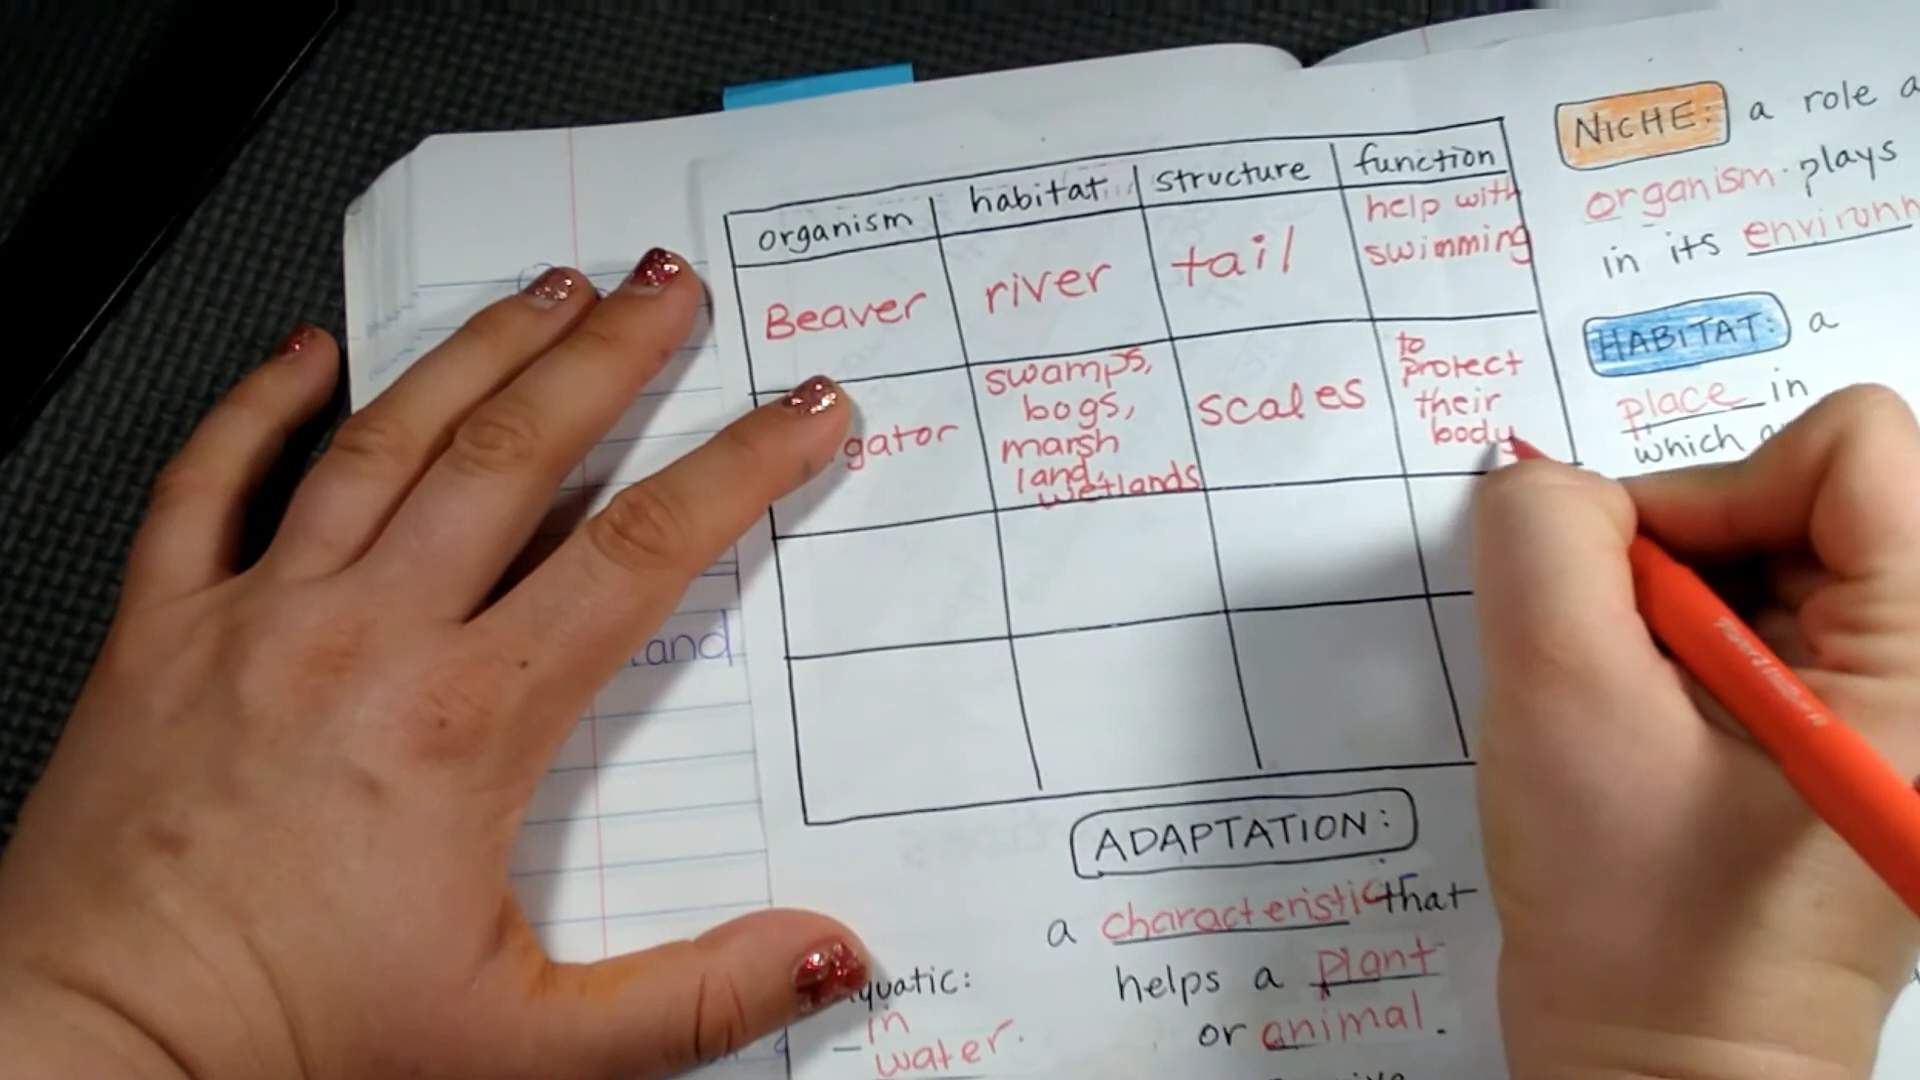 organism habitat structure function
Beaver
river
tail
help with
swimming
gator
swamps,
bogs,
marsh
land,
wetlands
scales
to
protect
their
body
NICHE: a role a
organism plays
in its environ
HABITAT: a
place in
which
ADAPTATION:
a characteristic that
helps a plant
or animal.
quatic:
- in
water.
and